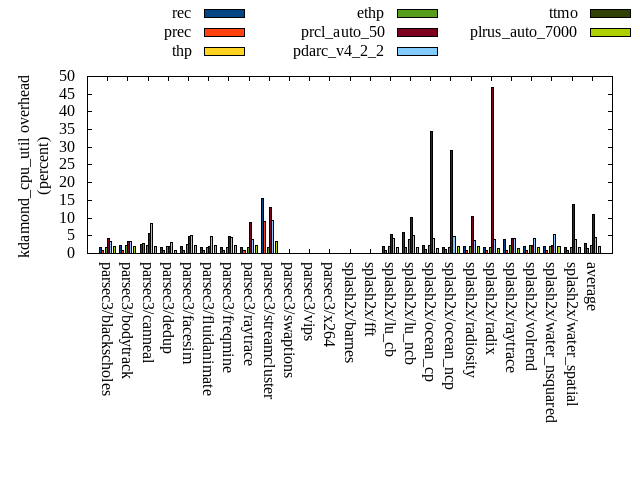 rec
prec
thp
ethp
prcl_auto_50
pdarc_v4_2_2
ttmo
plrus_auto_7000
kdamond_cpu_util overhead
(percent)
50
45
40
35
30
25
20
15
10
5
0
parsec3/blackscholes
parsec3/bodytrack
parsec3/canneal
parsec3/dedup
parsec3/facesim
parsec3/fluidanimate
parsec3/freqmine
parsec3/raytrace
parsec3/streamcluster
parsec3/swaptions
parsec3/vips
parsec3/x264
splash2x/barnes
splash2x/fft
splash2x/lu_cb
splash2x/lu_ncb
splash2x/ocean_cp
splash2x/ocean_ncp
splash2x/radiosity
splash2x/radix
splash2x/raytrace
splash2x/volrend
splash2x/water_nsquared
splash2x/water_spatial
average